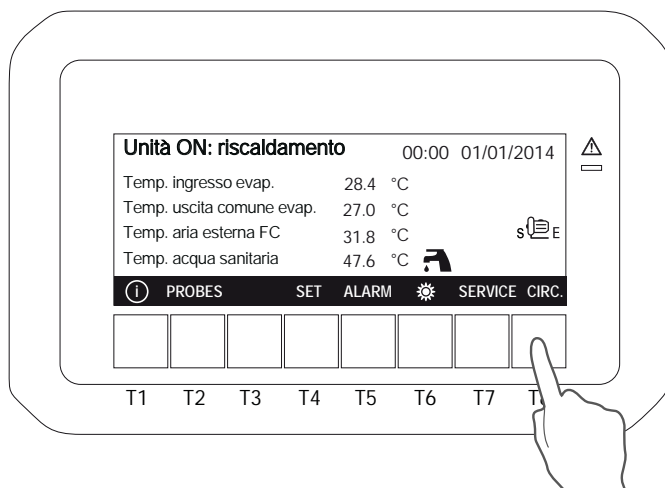 Unità ON: riscaldamento 00:00 01/01/2014
Temp. ingresso evap. 28.4 °C
Temp. uscita comune evap. 27.0 °C
Temp. aria esterna FC 31.8 °C
S E
Temp. acqua sanitaria 47.6 °C
i PROBES SET ALARM SERVICE CIRC.
T1 T2 T3 T4 T5 T6 T7